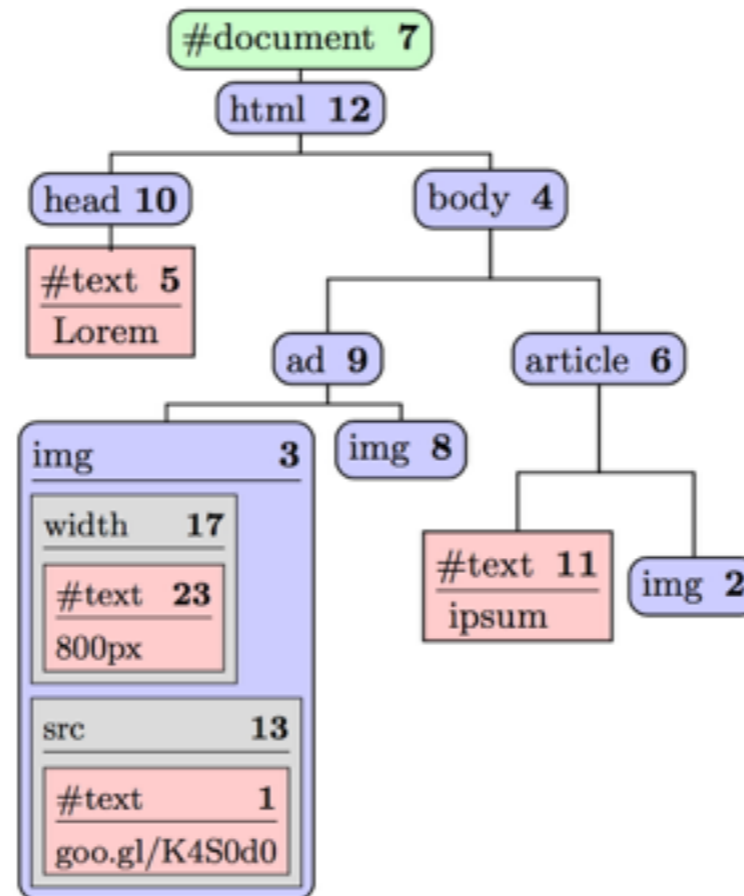 #document 7
html 12
head 10
body 4
#text 5
Lorem
ad 9
article 6
img 3
img 8
width 17
#text 23
800px
#text 11
ipsum
img 2
src 13
#text 1
goo.gl/K4S0d0